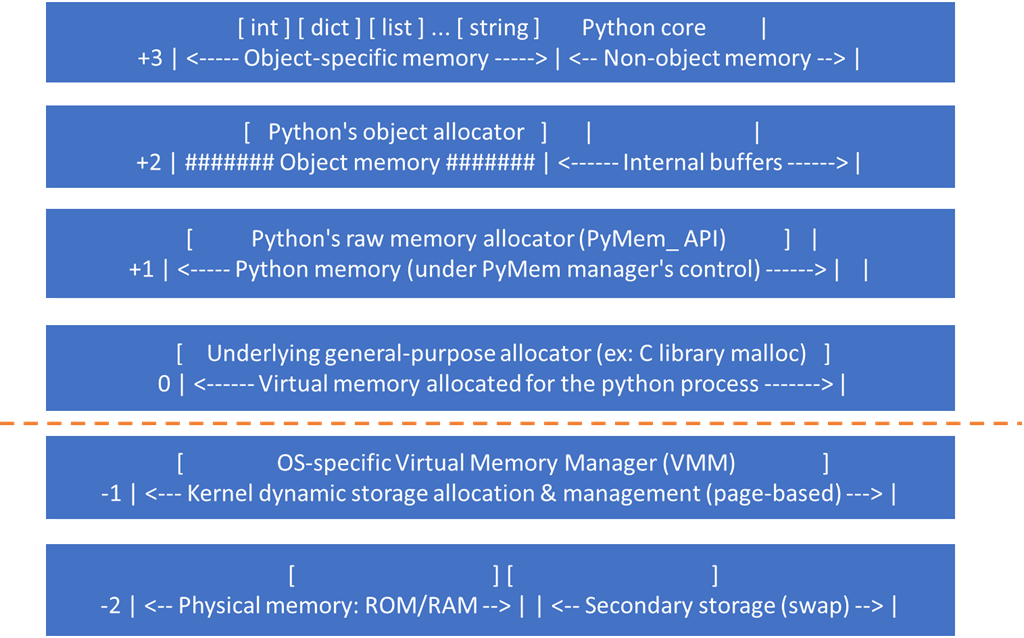 [ int ] [ dict ] [ list ] ... [ string ] Python core |
+3 | <----- Object-specific memory -----> | <-- Non-object memory --> |
[ Python's object allocator ] | |
+2 | ####### Object memory ####### | <------ Internal buffers ------> |
[ Python's raw memory allocator (PyMem_ API) ] |
+1 | <----- Python memory (under PyMem manager's control) ------> | |
[ Underlying general-purpose allocator (ex: C library malloc) ]
0 | <------ Virtual memory allocated for the python process -------> |
[ OS-specific Virtual Memory Manager (VMM) ]
-1 | <--- Kernel dynamic storage allocation & management (page-based) ---> |
[ ] [ ]
-2 | <-- Physical memory: ROM/RAM --> | | <-- Secondary storage (swap) --> |